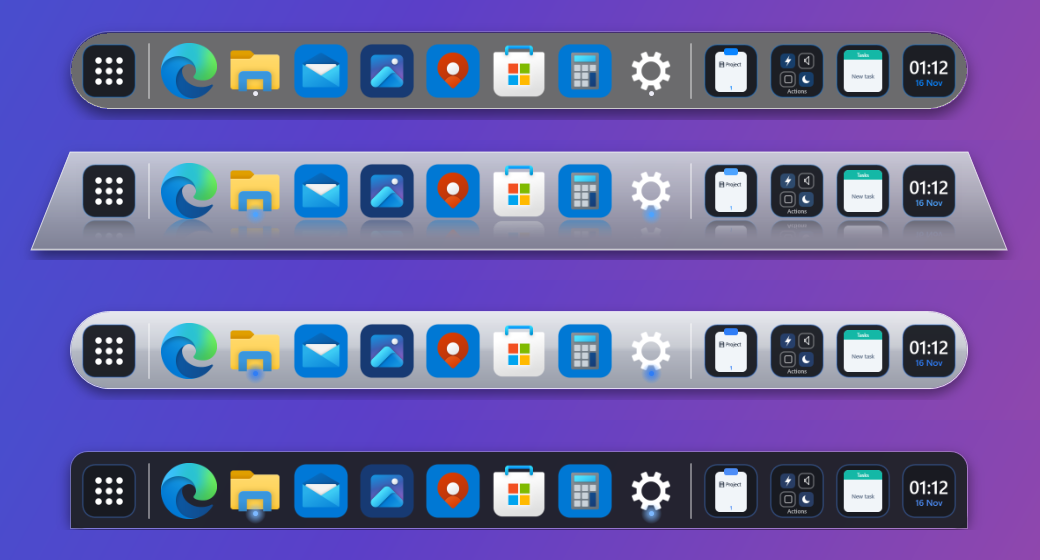 Project
1
Actions
Tasks
New task
01:12
16 Nov
Project
1
Actions
Tasks
New task
01:12
16 Nov
Project
1
Actions
Tasks
New task
01:12
16 Nov
Project
1
Actions
Tasks
New task
01:12
16 Nov